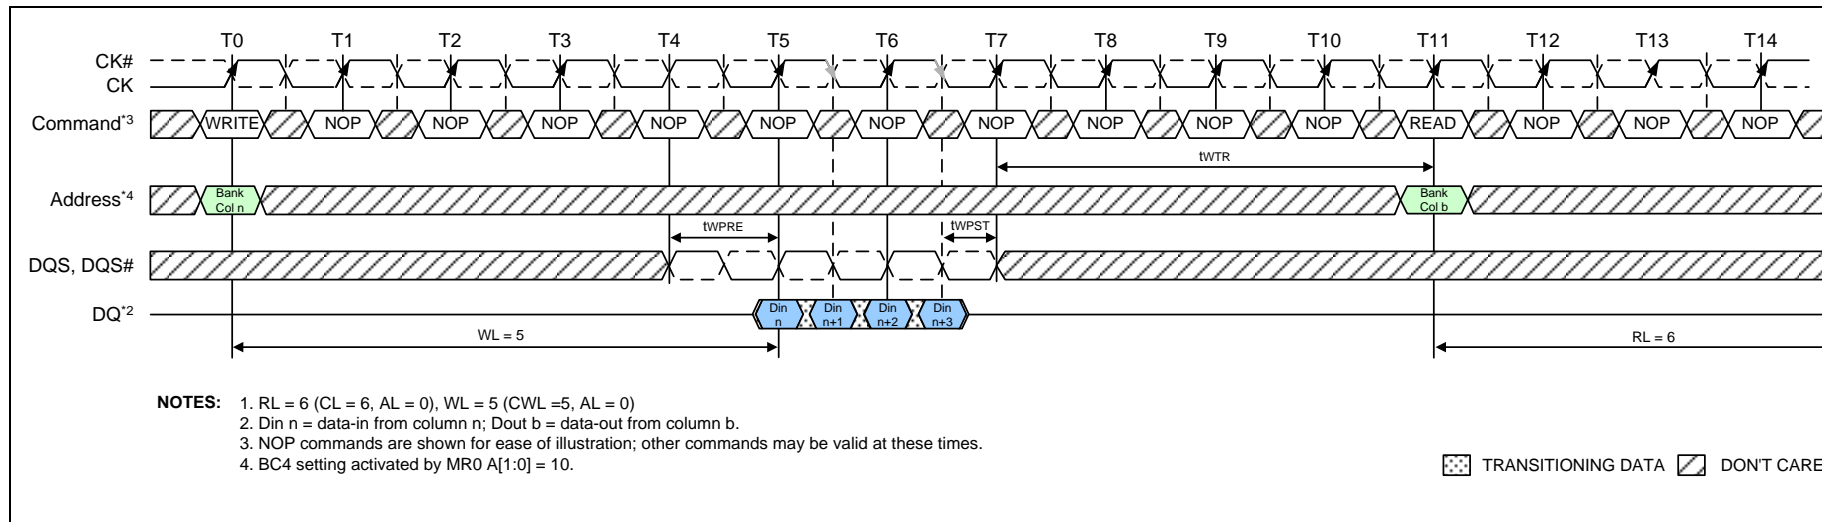 T0 T1 T2 T3 T4 T5 T6 T7 T8 T9 T10 T11 T12 T13 T14
CK#
CK
Command*3 WRITE NOP NOP NOP NOP NOP NOP NOP NOP NOP NOP READ NOP NOP NOP
tWTR
Address*4 Bank Col n Bank Col b
tWPRE tWPST
DQS, DQS#
DQ*2 Din n Din n+1 Din n+2 Din n+3
WL = 5 RL = 6
NOTES: 1. RL = 6 (CL = 6, AL = 0), WL = 5 (CWL =5, AL = 0)
2. Din n = data-in from column n; Dout b = data-out from column b.
3. NOP commands are shown for ease of illustration; other commands may be valid at these times.
4. BC4 setting activated by MR0 A[1:0] = 10.
TRANSITIONING DATA DON'T CARE